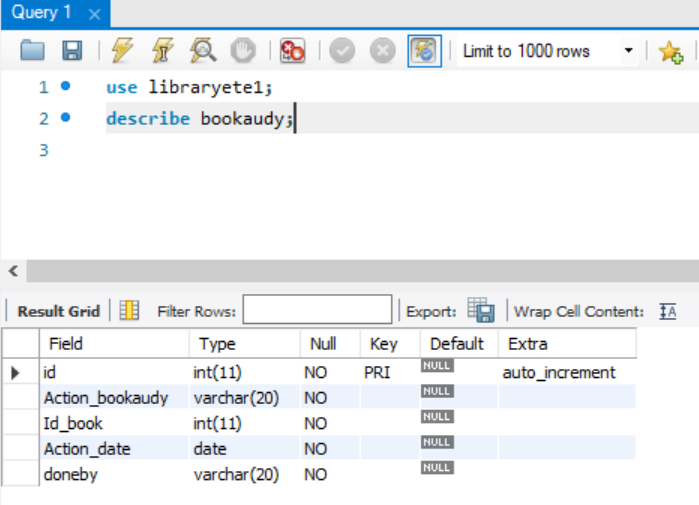 Query 1 ×
Limit to 1000 rows
1 use libraryete1;
2 describe bookaudy;
3
Result Grid Filter Rows: Export: Wrap Cell Content: IA
Field Type Null Key Default Extra
id int(11) NO PRI NULL auto_increment
Action_bookaudy varchar(20) NO NULL
Id_book int(11) NO NULL
Action_date date NO NULL
doneby varchar(20) NO NULL